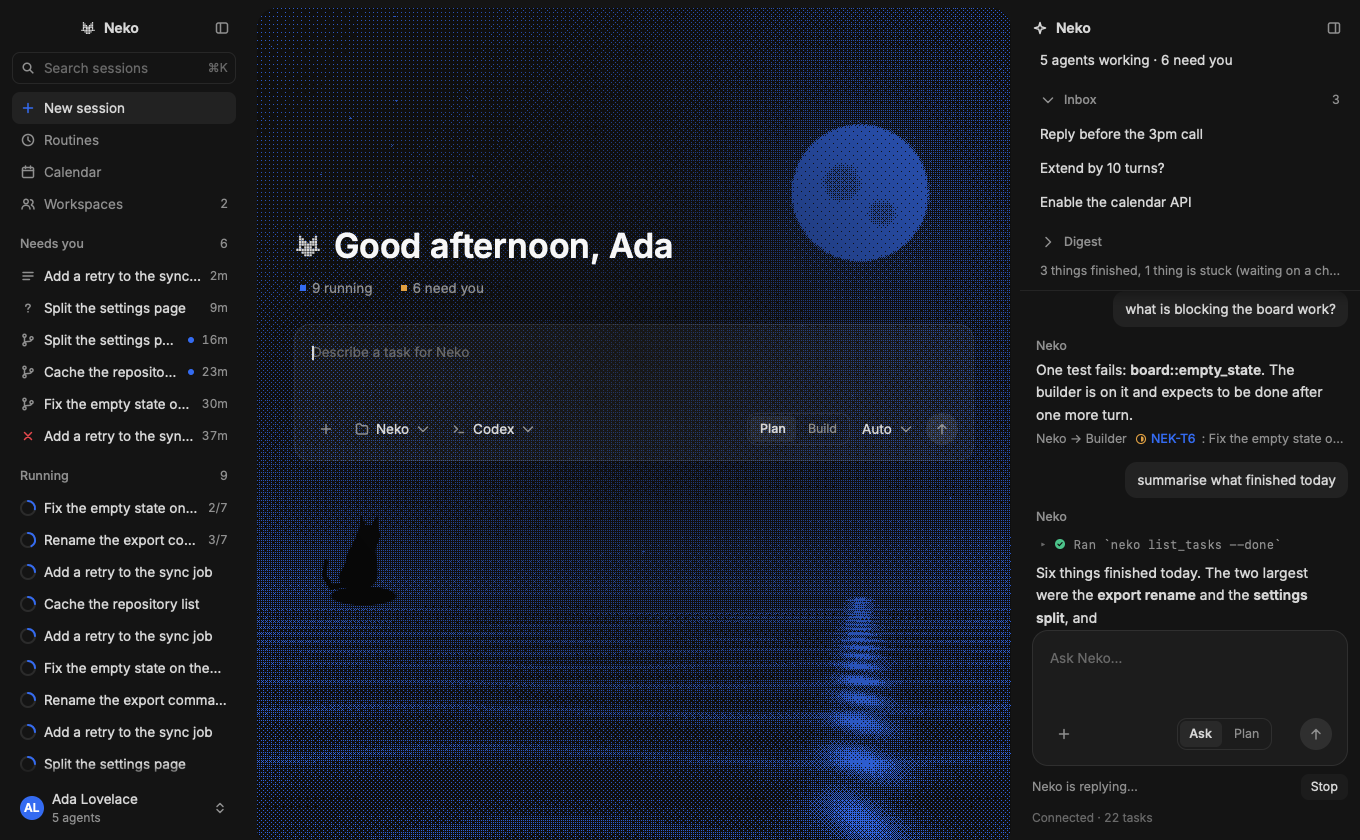 Neko
Search sessions ⌘K
New session
Routines
Calendar
Workspaces 2
Needs you 6
Add a retry to the sync... 2m
? Split the settings page 9m
Split the settings p... 16m
Cache the reposito... 23m
Fix the empty state o... 30m
Add a retry to the syn... 37m
Running 9
Fix the empty state on... 2/7
Rename the export co... 3/7
Add a retry to the sync job
Cache the repository list
Add a retry to the sync job
Fix the empty state on the...
Rename the export comma...
Add a retry to the sync job
Split the settings page
AL Ada Lovelace
5 agents
Good afternoon, Ada
9 running 6 need you
Describe a task for Neko
Neko Codex Plan Build Auto
Neko
5 agents working · 6 need you
Inbox 3
Reply before the 3pm call
Extend by 10 turns?
Enable the calendar API
Digest
3 things finished, 1 thing is stuck (waiting on a ch...
what is blocking the board work?
Neko
One test fails: board::empty_state. The
builder is on it and expects to be done after
one more turn.
Neko → Builder NEK-T6 : Fix the empty state o...
summarise what finished today
Neko
Ran `neko list_tasks --done`
Six things finished today. The two largest
were the export rename and the settings
split, and
Ask Neko...
Ask Plan
Neko is replying... Stop
Connected · 22 tasks